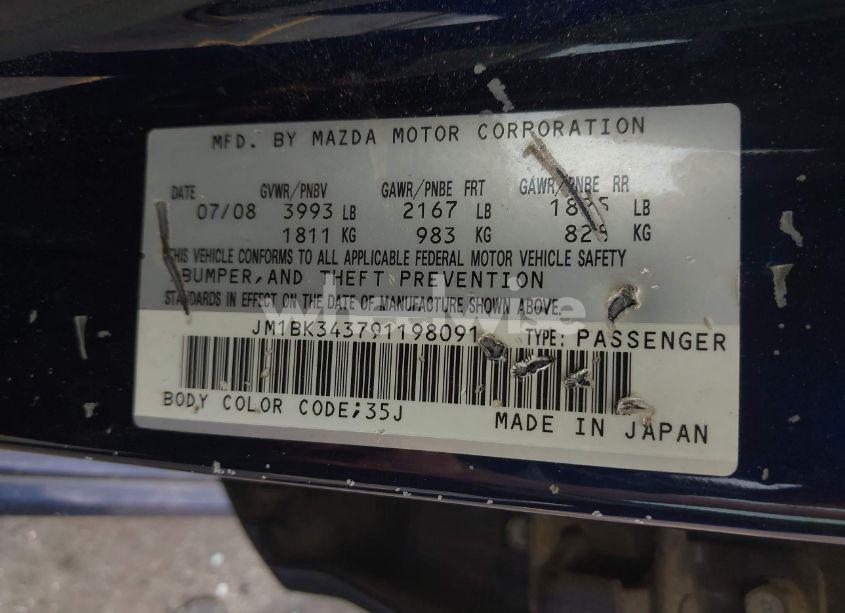 MFD. BY MAZDA MOTOR CORPORATION
DATE GVWR/PNBV GAWR/PNBE FRT GAWR/PNBE RR
07/08 3993 LB 2167 LB LB
1811 KG 983 KG KG
THIS VEHICLE CONFORMS TO ALL APPLICABLE FEDERAL MOTOR VEHICLE SAFETY
BUMPER, AND THEFT PREVENTION
STANDARDS IN EFFECT ON THE DATE OF MANUFACTURE SHOWN ABOVE.
wheelwise
JM1BK343791198091 TYPE: PASSENGER
BODY COLOR CODE;35J MADE IN JAPAN